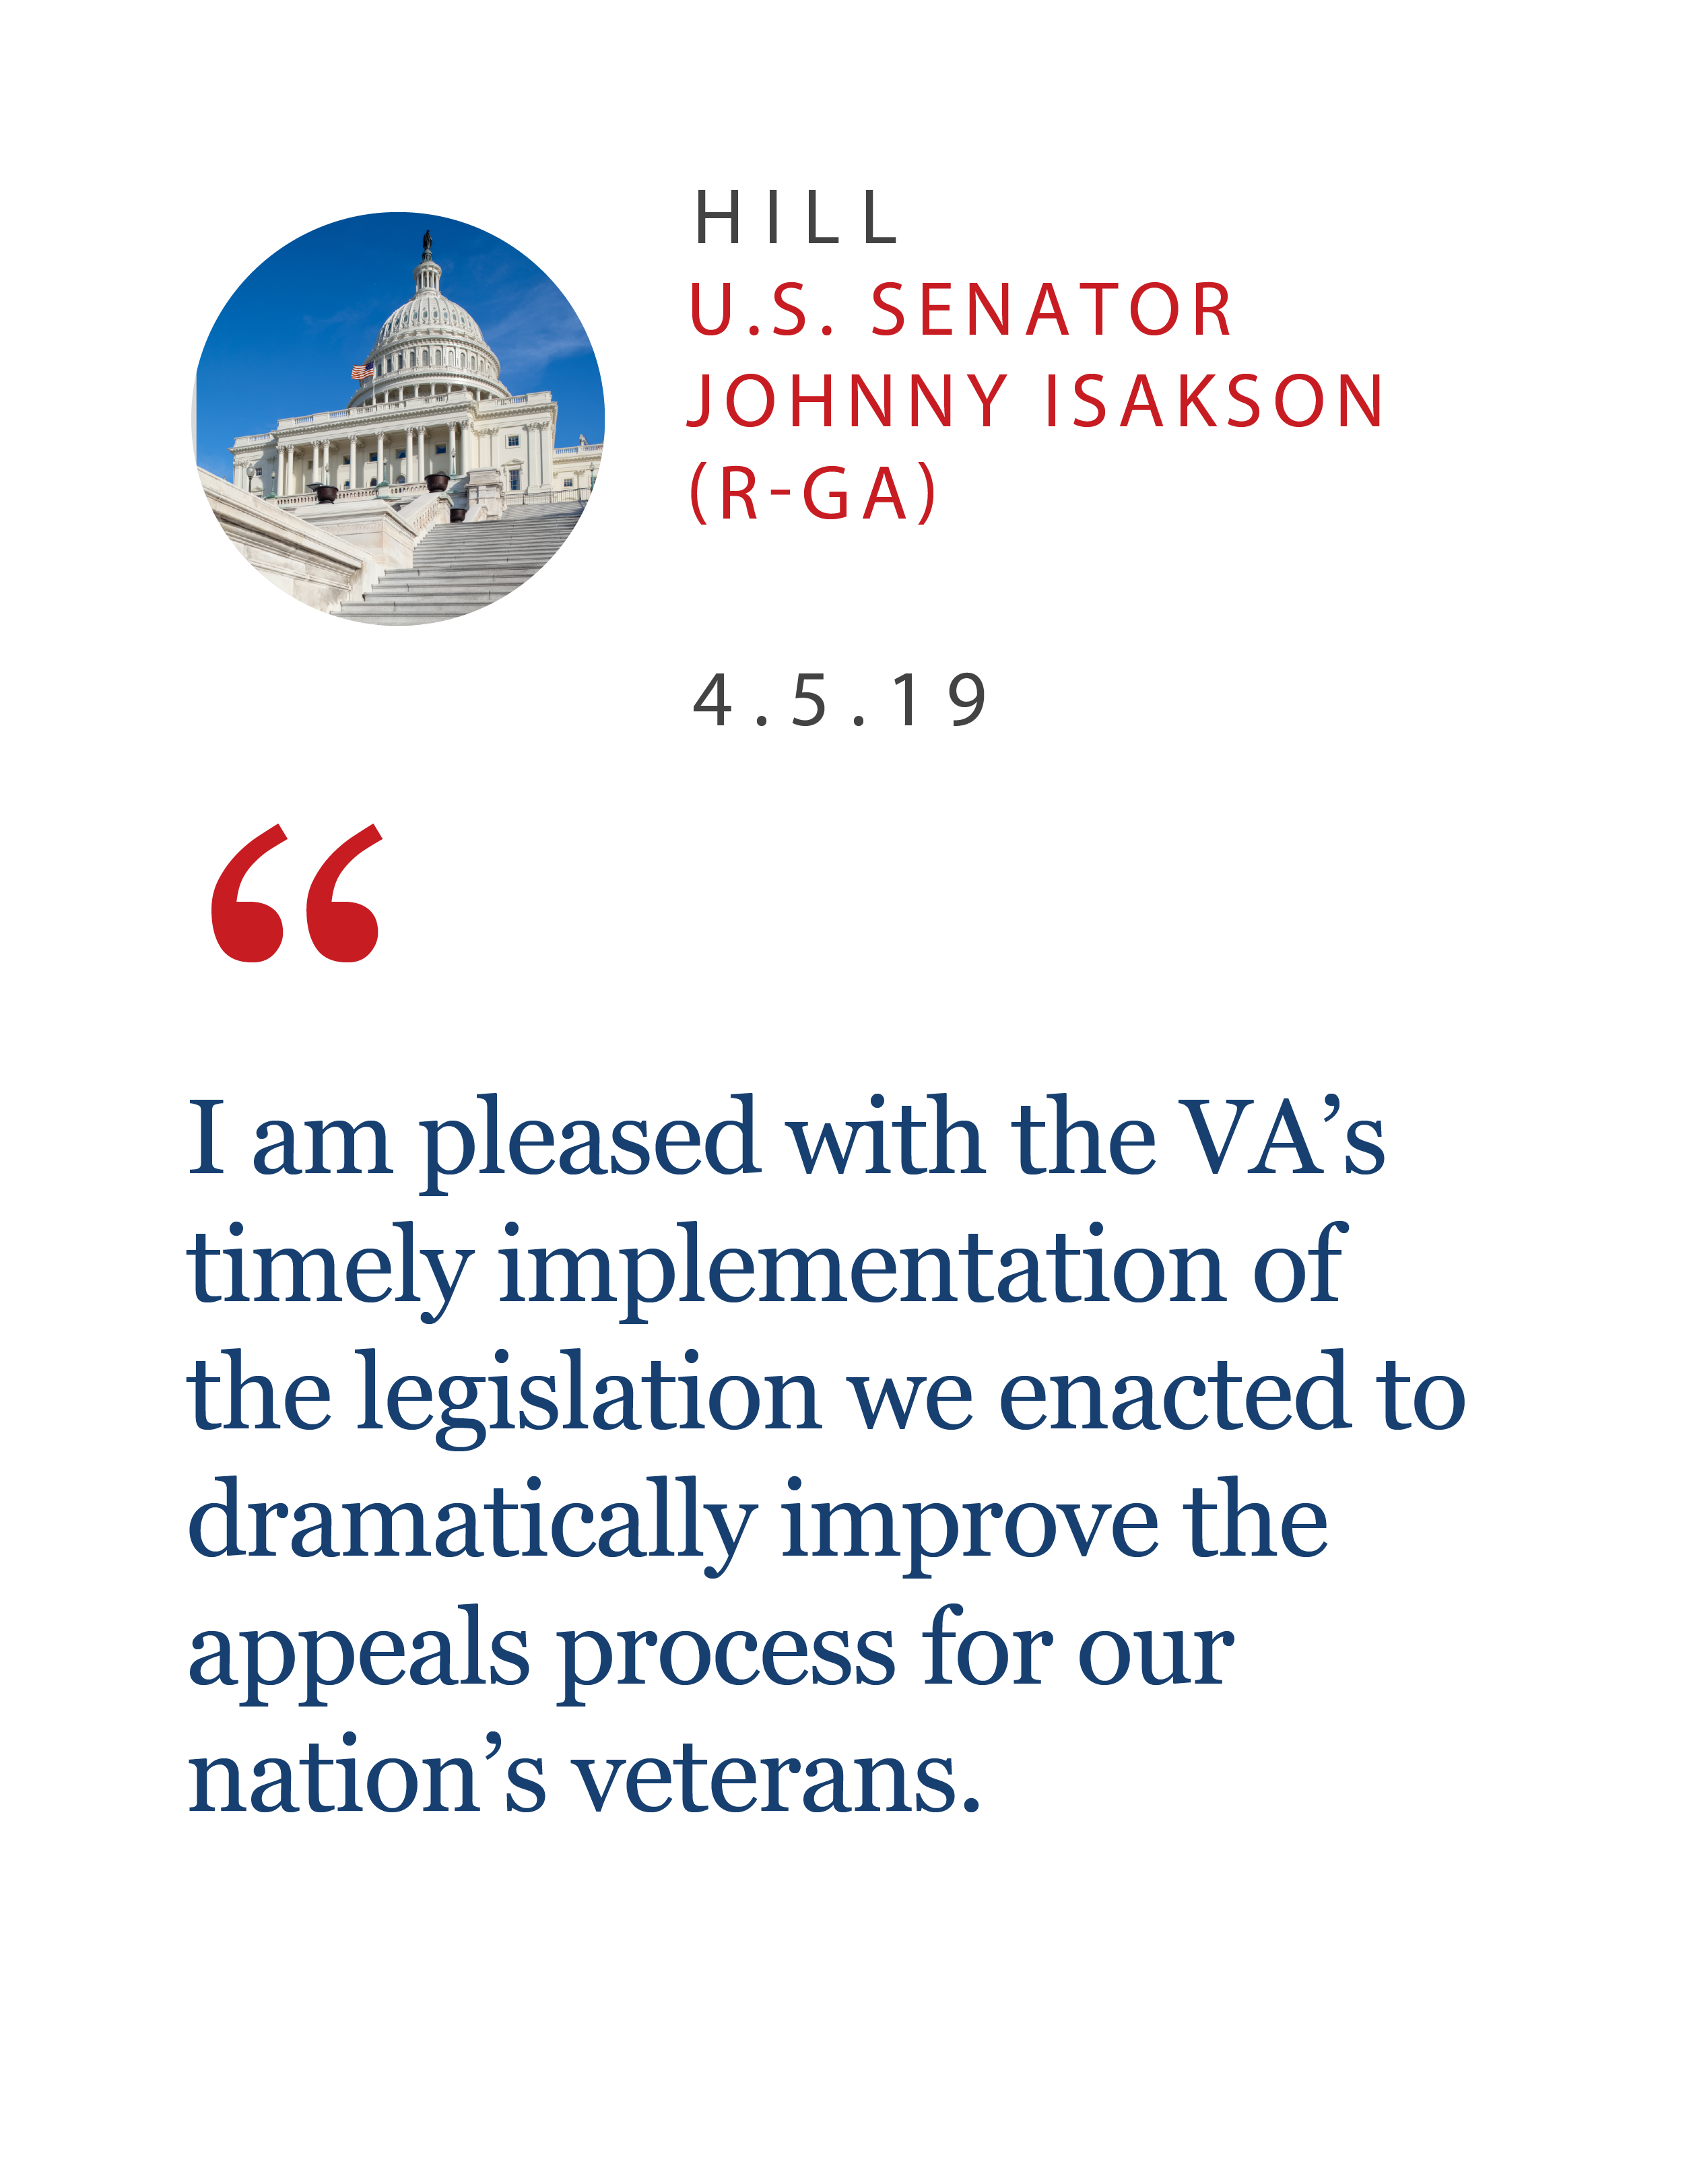 HILL
U.S. SENATOR
JOHNNY ISAKSON
(R-GA)
4.5.19
“
I am pleased with the VA’s
timely implementation of
the legislation we enacted to
dramatically improve the
appeals process for our
nation’s veterans.